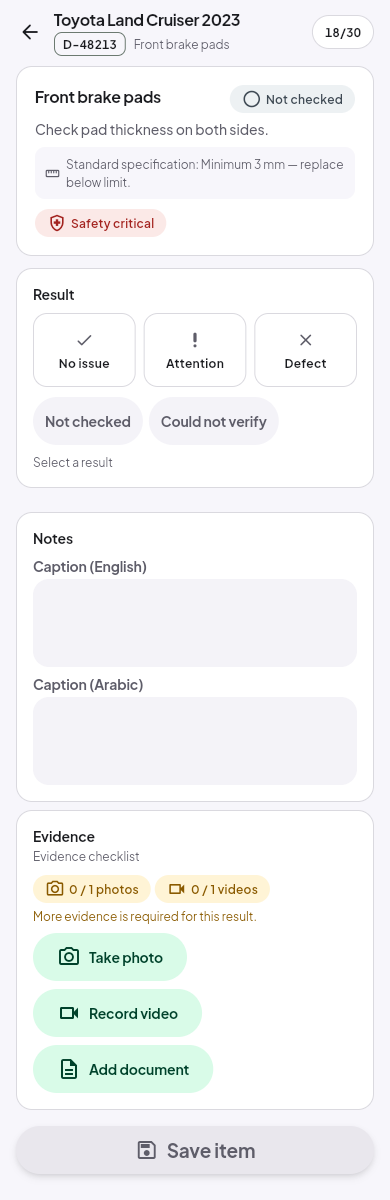 Toyota Land Cruiser 2023
D-48213 Front brake pads
18/30
Front brake pads
Not checked
Check pad thickness on both sides.
Standard specification: Minimum 3 mm — replace
below limit.
Safety critical
Result
No issue
Attention
Defect
Not checked
Could not verify
Select a result
Notes
Caption (English)
Caption (Arabic)
Evidence
Evidence checklist
0 / 1 photos
0 / 1 videos
More evidence is required for this result.
Take photo
Record video
Add document
Save item